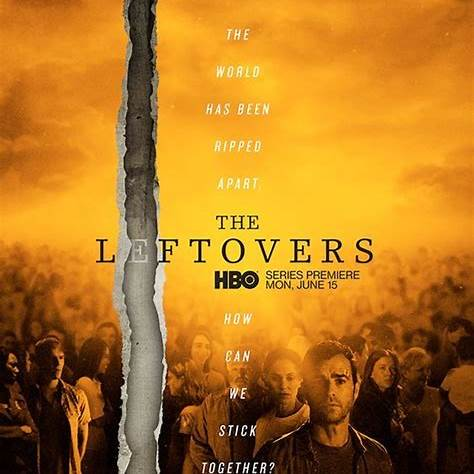 THE
WORLD
HAS BEEN
RIPPED
APART.
THE
LEFTOVERS
HBO SERIES PREMIERE
MON, JUNE 15
HOW
CAN
WE
STICK
TOGETHER?